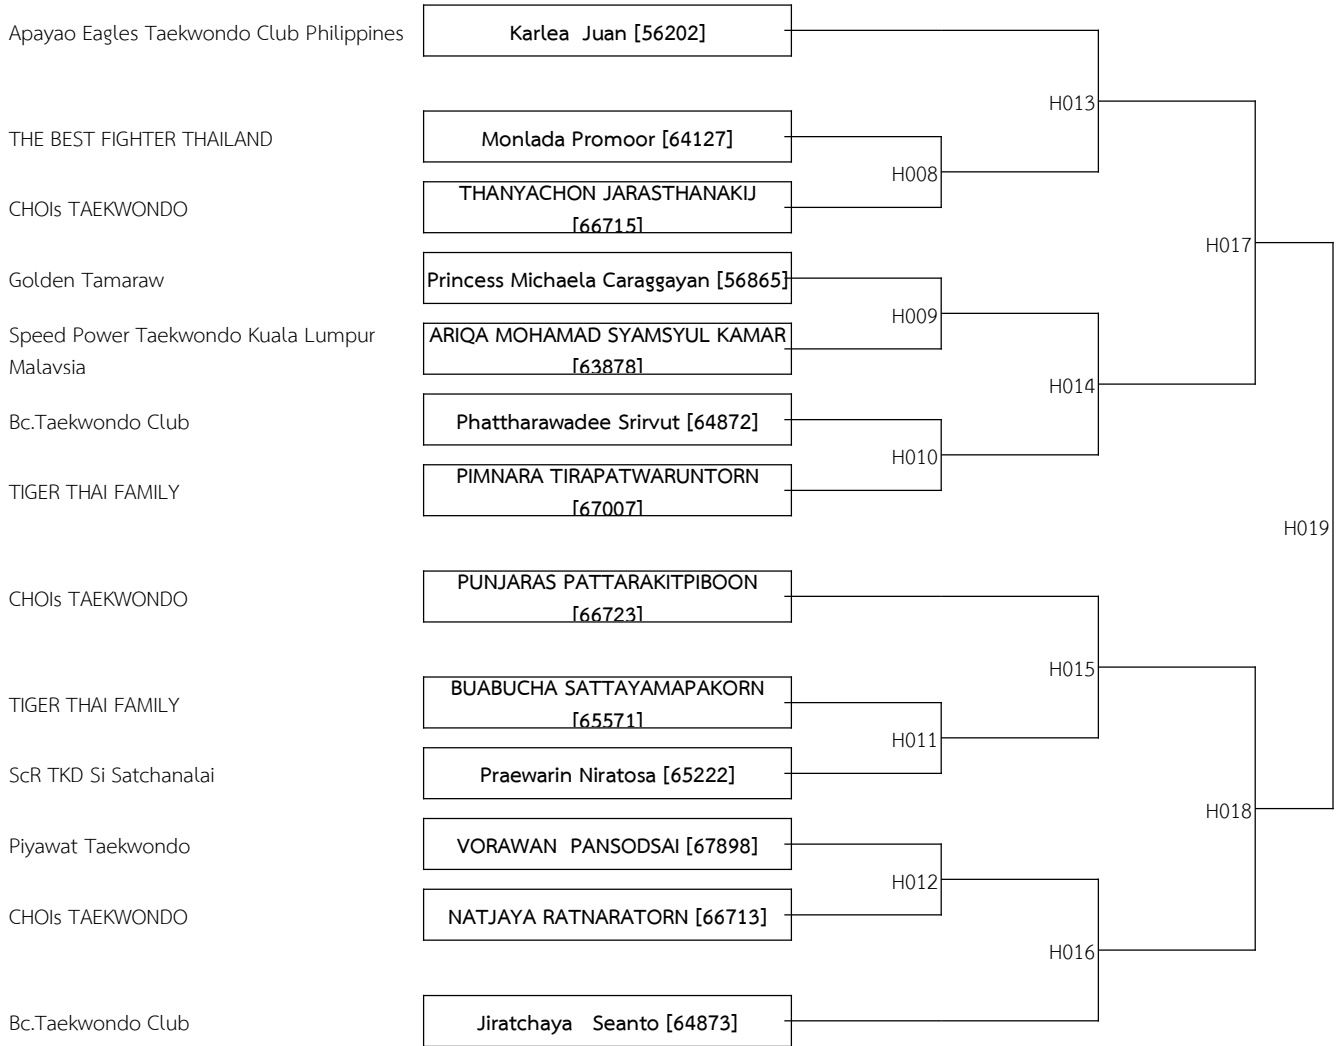 Apayao Eagles Taekwondo Club Philippines
Karlea Juan [56202]
H013
THE BEST FIGHTER THAILAND
Monlada Promoor [64127]
H008
CHOIs TAEKWONDO
THANYACHON JARASTHANAKIJ
[66715]
H017
Golden Tamaraw
Princess Michaela Caraggayan [56865]
H009
Speed Power Taekwondo Kuala Lumpur
Malaysia
ARIQA MOHAMAD SYAMSYUL KAMAR
[63878]
H014
Bc.Taekwondo Club
Phattharawadee Srirvut [64872]
H010
TIGER THAI FAMILY
PIMNARA TIRAPATWARUNTORN
[67007]
H019
CHOIs TAEKWONDO
PUNJARAS PATTARAKITPIBOON
[66723]
H015
TIGER THAI FAMILY
BUABUCHA SATTAYAMAPAKORN
[65571]
H011
ScR TKD Si Satchanalai
Praewarin Niratosa [65222]
H018
Piyawat Taekwondo
VORAWAN PANSODSAI [67898]
H012
CHOIs TAEKWONDO
NATJAYA RATNARATORN [66713]
H016
Bc.Taekwondo Club
Jiratchaya Seanto [64873]